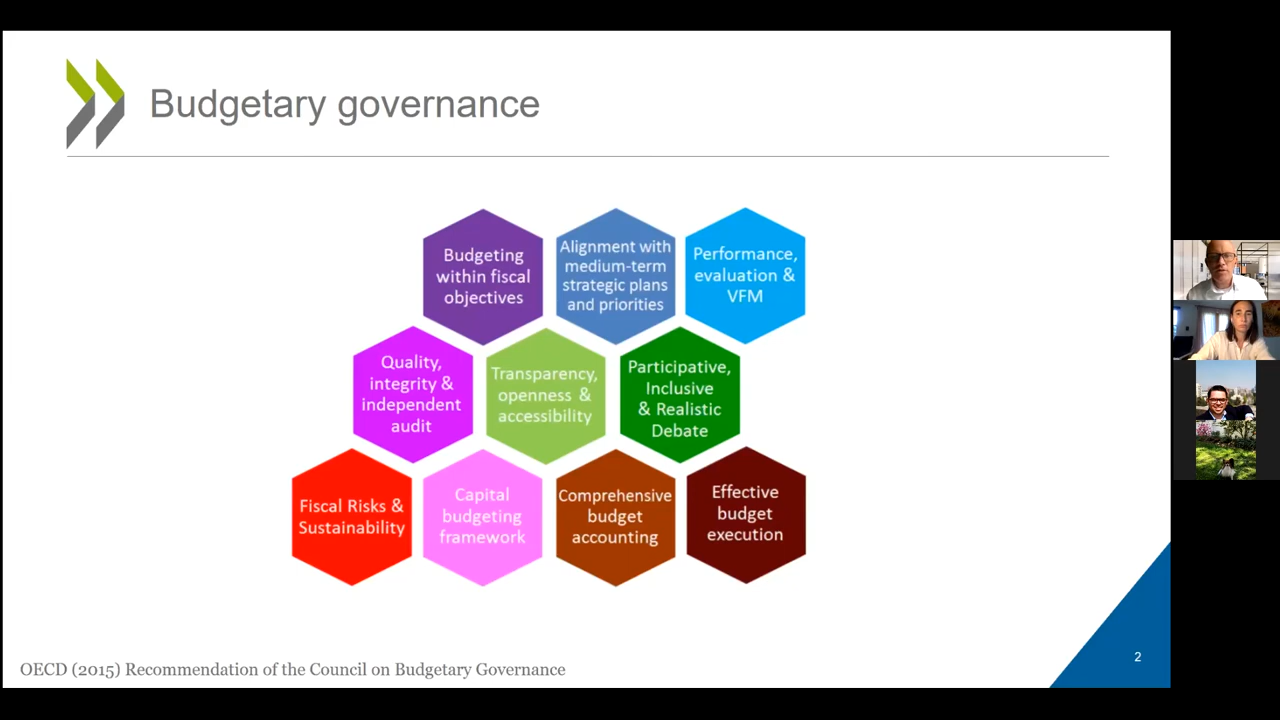 Budgetary governance
Budgeting
within fiscal
objectives
Alignment with
medium-term
strategic plans
and priorities
Performance,
evaluation &
VFM
Quality,
integrity &
independent
audit
Transparency,
openness &
accessibility
Participative,
Inclusive
& Realistic
Debate
Fiscal Risks &
Sustainability
Capital
budgeting
framework
Comprehensive
budget
accounting
Effective
budget
execution
OECD (2015) Recommendation of the Council on Budgetary Governance
2